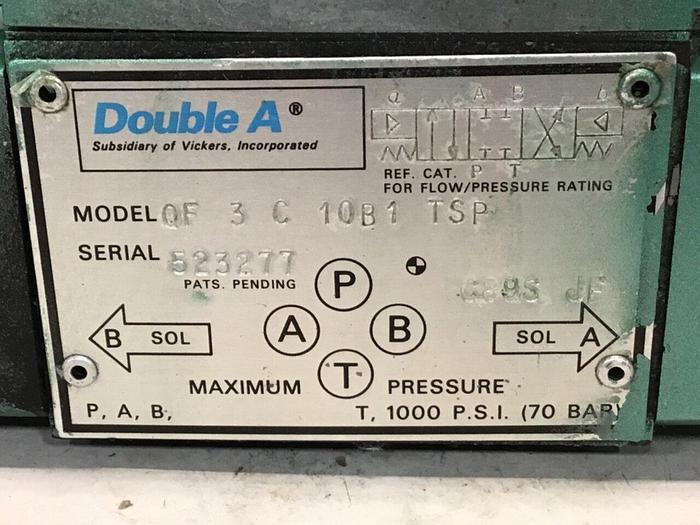 Double A®
Subsidiary of Vickers, Incorporated
a A B b
P T
REF. CAT.
FOR FLOW/PRESSURE RATING
MODEL QF 3 C 10B1 TSP
SERIAL 523277
PATS. PENDING
P
B SOL A B SOL A
T
MAXIMUM PRESSURE
P, A, B, T, 1000 P.S.I. (70 BAR)